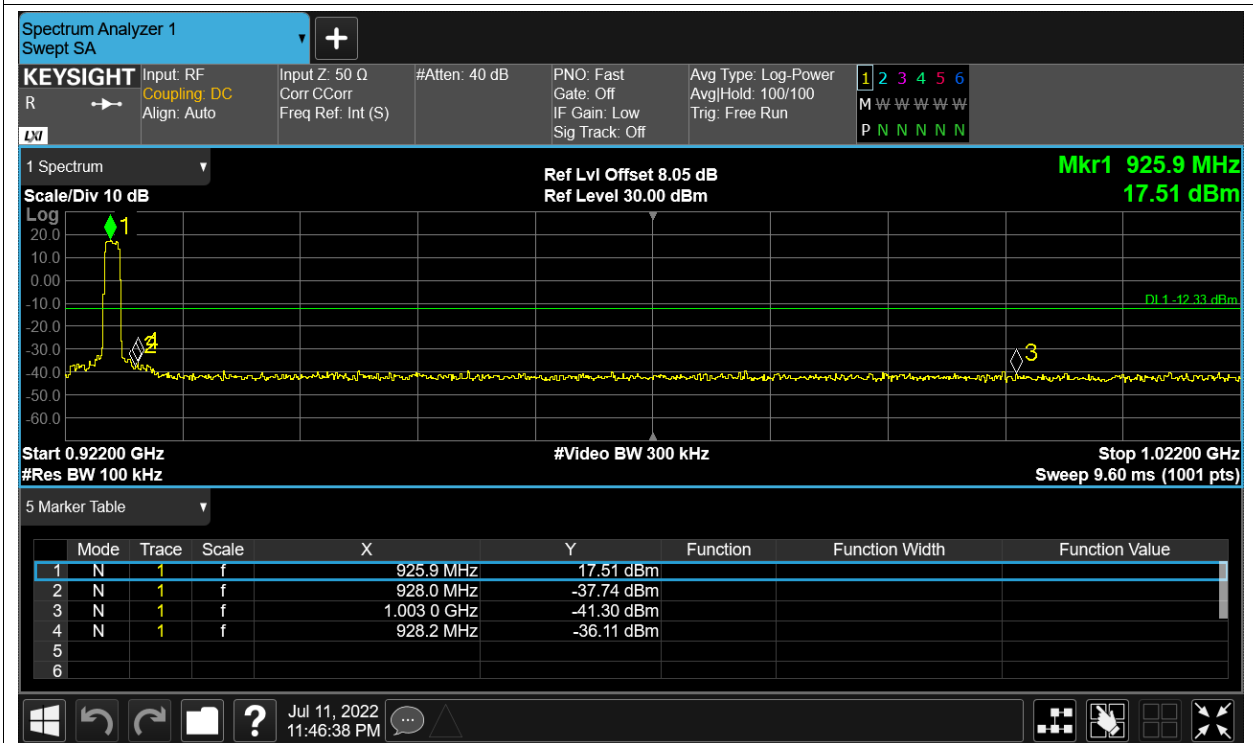 Spectrum Analyzer 1
Swept SA
KEYSIGHT Input: RF Input Z: 50 Ω #Atten: 40 dB PNO: Fast Avg Type: Log-Power 1 2 3 4 5 6
R Coupling: DC Corr CCorr Gate: Off Avg|Hold: 100/100 M W W W W W
Align: Auto Freq Ref: Int (S) IF Gain: Low Trig: Free Run
LXI Sig Track: Off P N N N N N
1 Spectrum Ref Lvl Offset 8.05 dB Mkr1 925.9 MHz
Scale/Div 10 dB Ref Level 30.00 dBm 17.51 dBm
Log
1
20.0
10.0
0.00
-10.0 DL1 -12.33 dBm
-20.0
-30.0 2 4 3
-40.0
-50.0
-60.0
Start 0.92200 GHz #Video BW 300 kHz Stop 1.02200 GHz
#Res BW 100 kHz Sweep 9.60 ms (1001 pts)
5 Marker Table
Mode Trace Scale X Y Function Function Width Function Value
1 N 1 f 925.9 MHz 17.51 dBm
2 N 1 f 928.0 MHz -37.74 dBm
3 N 1 f 1.003 0 GHz -41.30 dBm
4 N 1 f 928.2 MHz -36.11 dBm
5
6
? Jul 11, 2022
11:46:38 PM